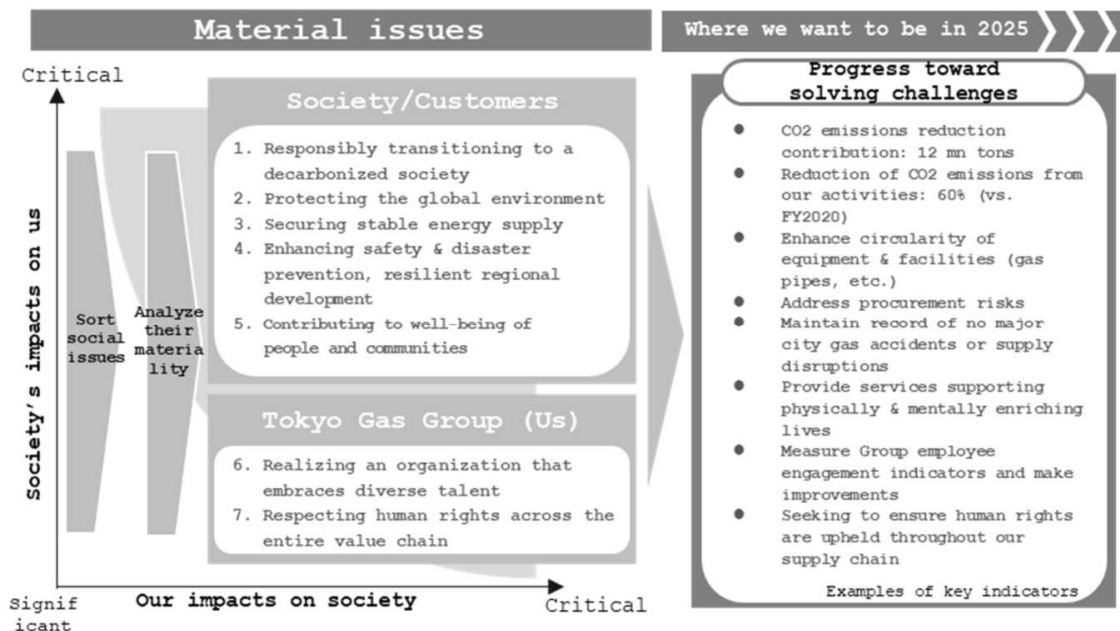 Material issues
Where we want to be in 2025
Critical
Society's impacts on us
Sort
social
issues
Analyze
their
materia
lity
Society/Customers
1. Responsibly transitioning to a
decarbonized society
2. Protecting the global environment
3. Securing stable energy supply
4. Enhancing safety & disaster
prevention, resilient regional
development
5. Contributing to well-being of
people and communities
Tokyo Gas Group (Us)
6. Realizing an organization that
embraces diverse talent
7. Respecting human rights across the
entire value chain
Signif
icant
Our impacts on society
Critical
Progress toward
solving challenges
● CO2 emissions reduction
contribution: 12 mn tons
● Reduction of CO2 emissions from
our activities: 60% (vs.
FY2020)
● Enhance circularity of
equipment & facilities (gas
pipes, etc.)
● Address procurement risks
● Maintain record of no major
city gas accidents or supply
disruptions
● Provide services supporting
physically & mentally enriching
lives
● Measure Group employee
engagement indicators and make
improvements
● Seeking to ensure human rights
are upheld throughout our
supply chain
Examples of key indicators